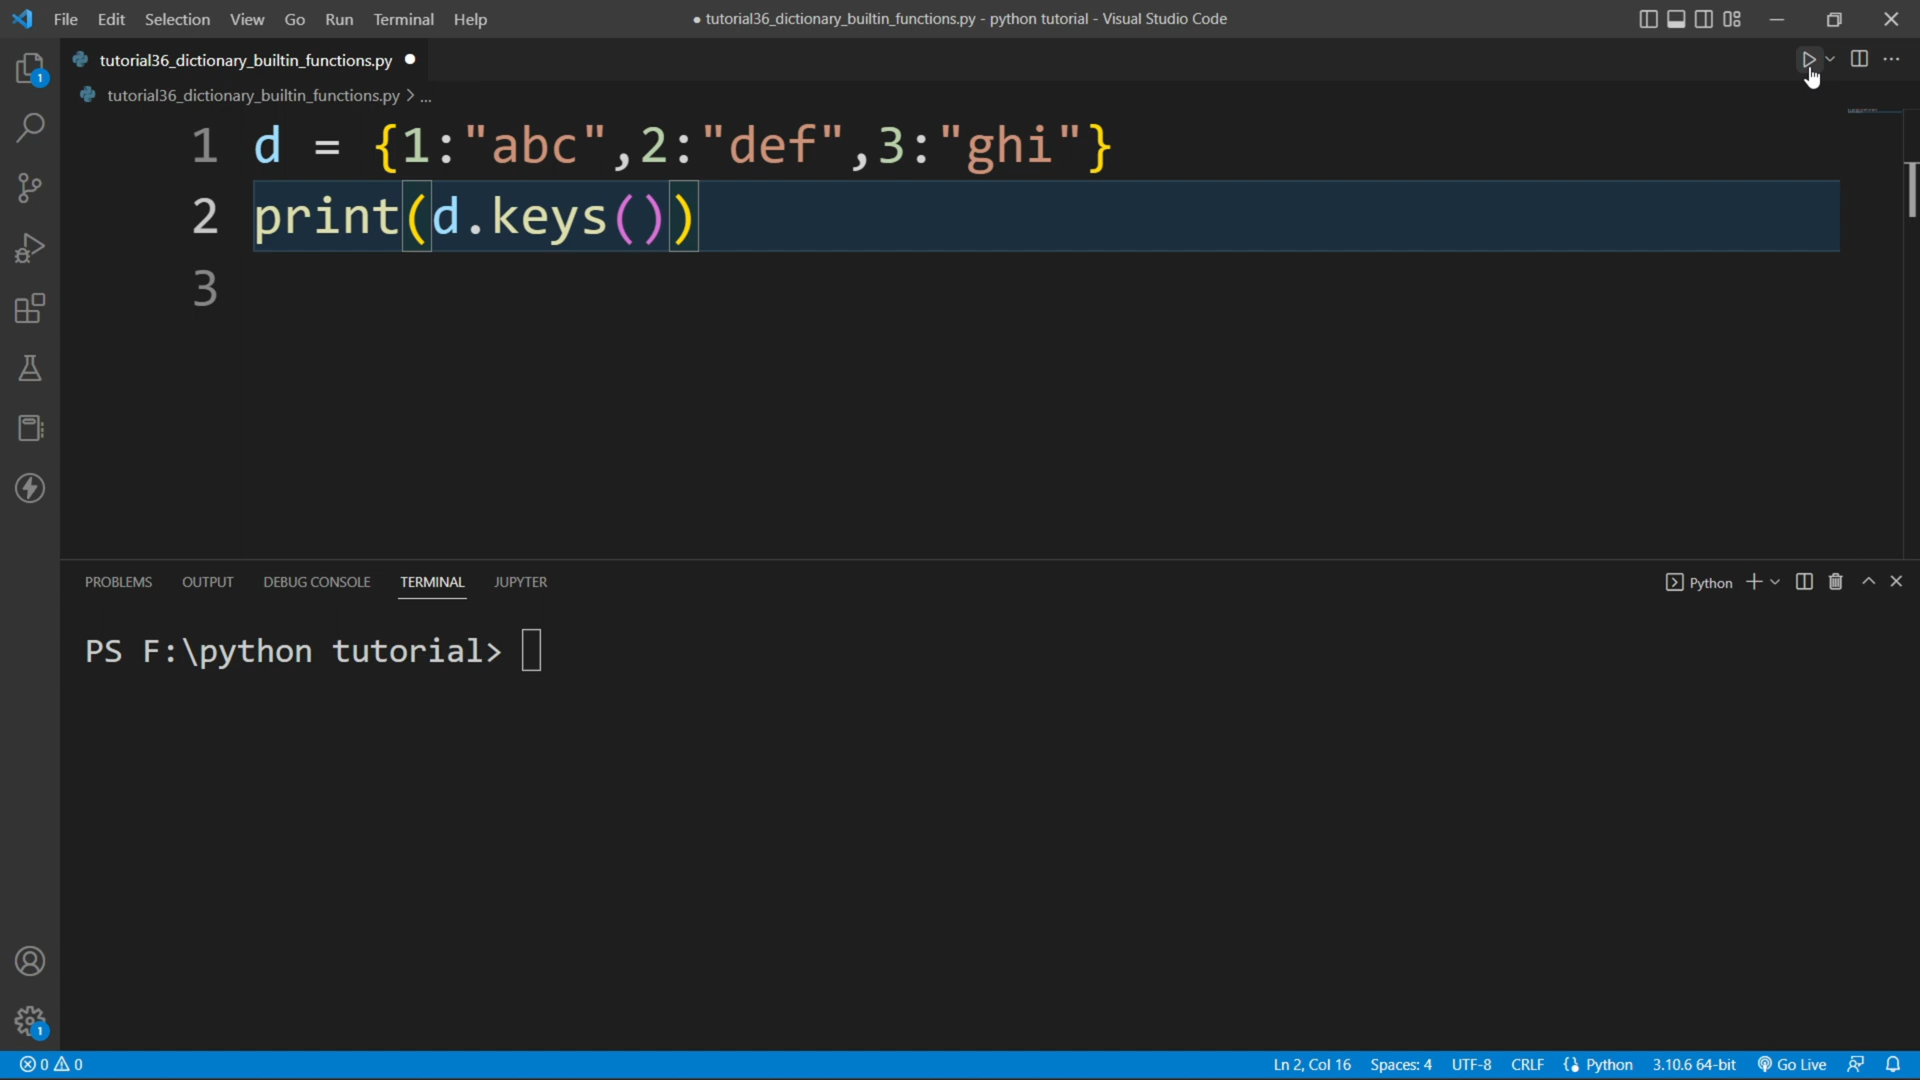 File Edit Selection View Go Run Terminal Help
● tutorial36_dictionary_builtin_functions.py - python tutorial - Visual Studio Code
tutorial36_dictionary_builtin_functions.py ●
tutorial36_dictionary_builtin_functions.py > ...
1 d = {1:"abc",2:"def",3:"ghi"}
2 print(d.keys())
3
PROBLEMS OUTPUT DEBUG CONSOLE TERMINAL JUPYTER
Python
PS F:\python tutorial>
1
1
0 0
Ln 2, Col 16 Spaces: 4 UTF-8 CRLF Python 3.10.6 64-bit Go Live